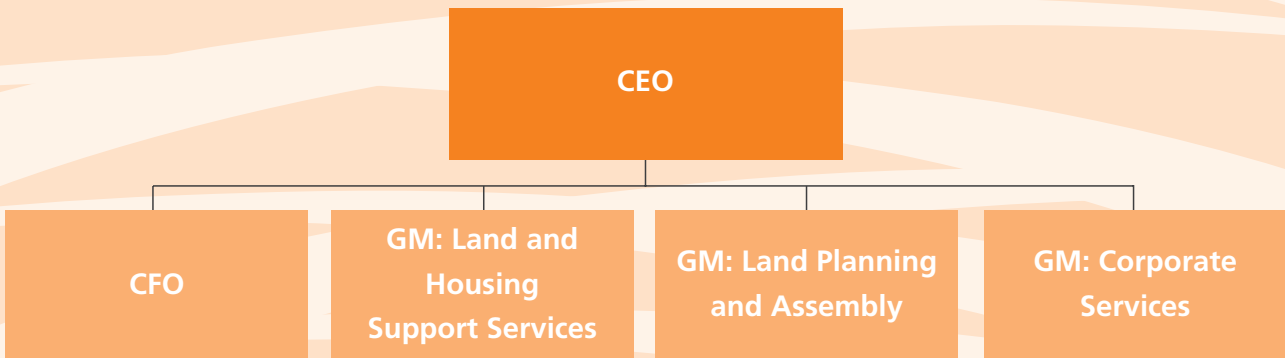 CEO
CFO
GM: Land and
Housing
Support Services
GM: Land Planning
and Assembly
GM: Corporate
Services